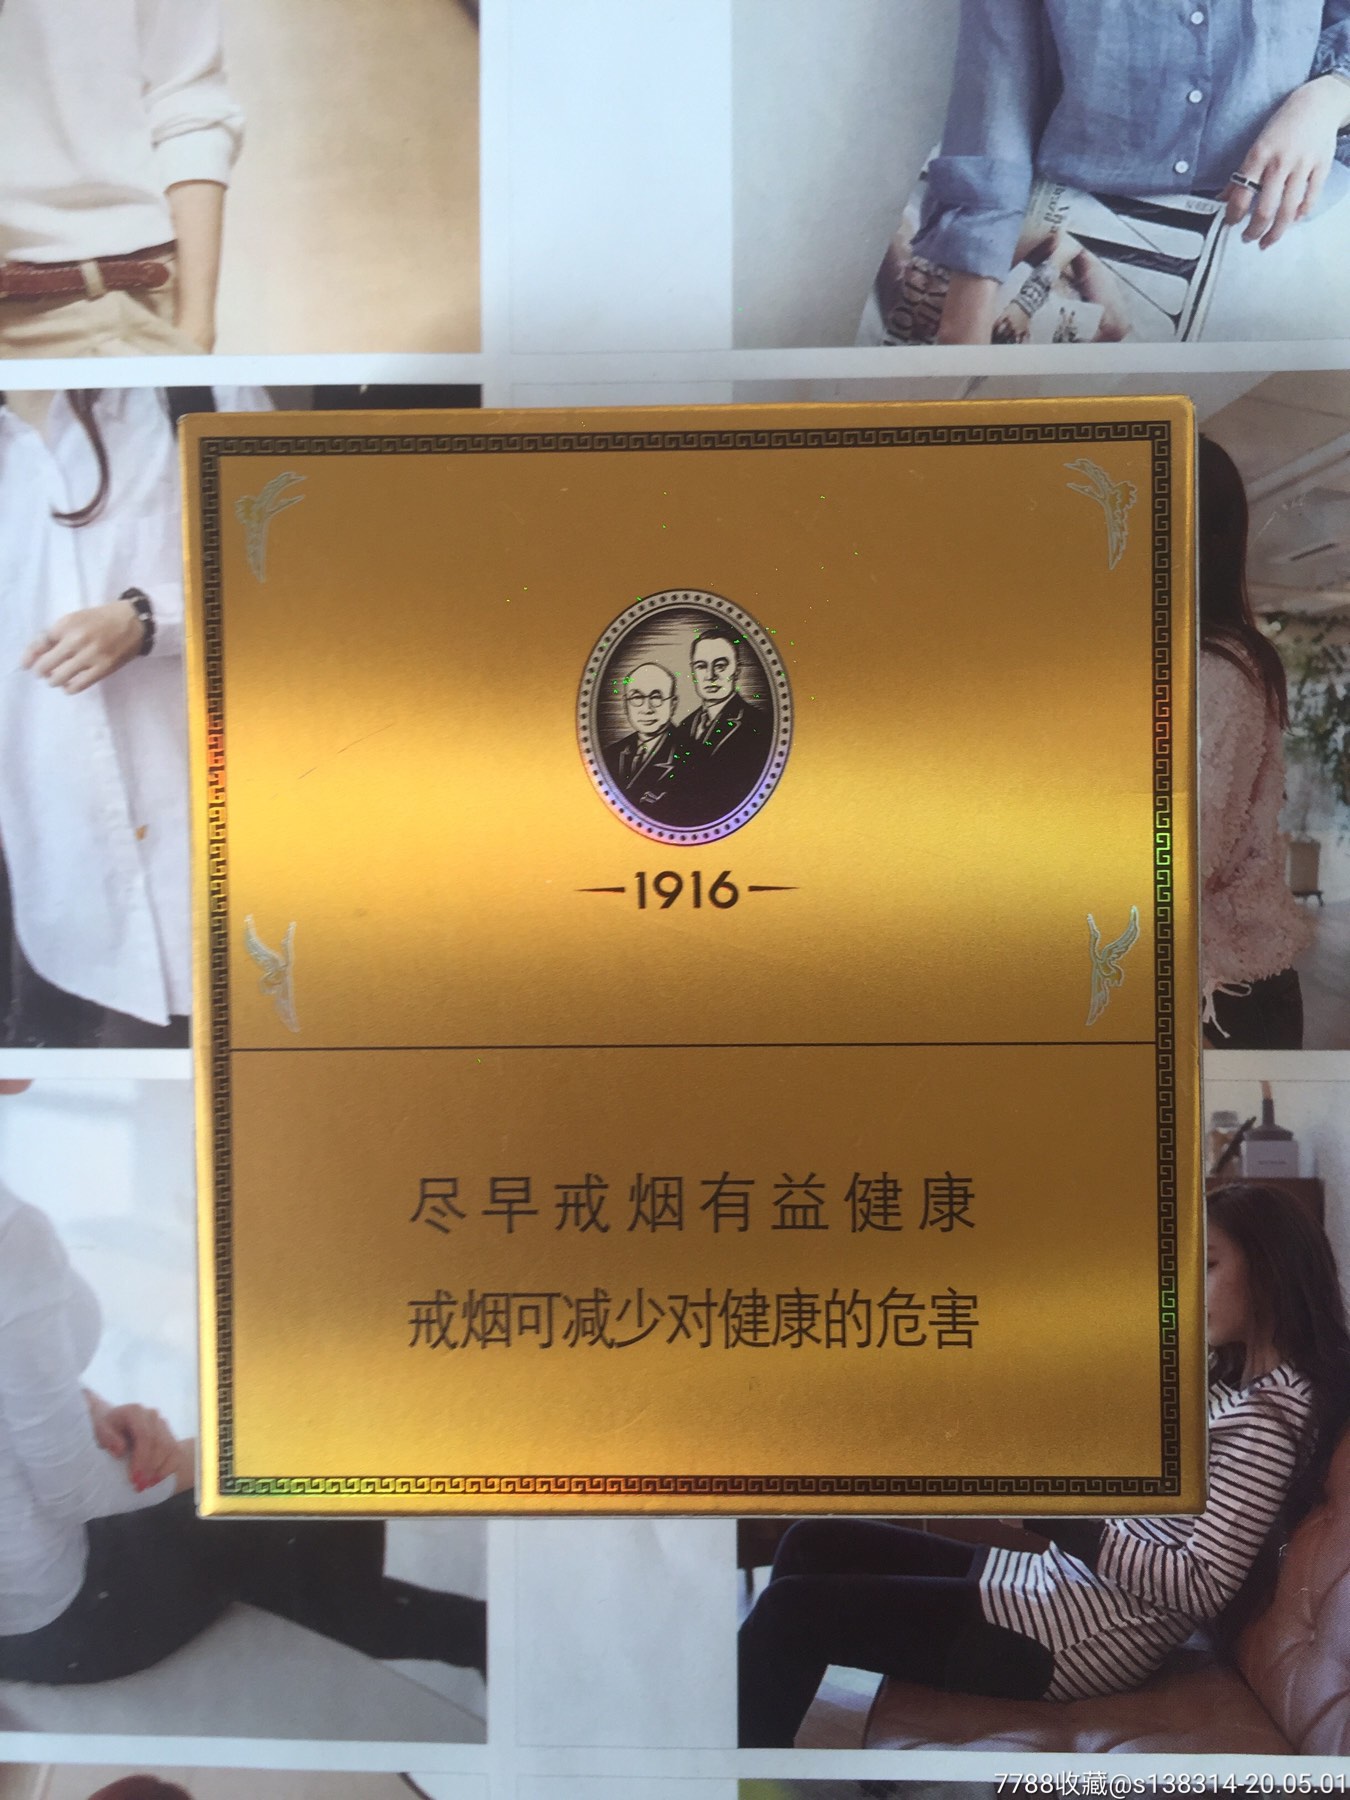 1916
尽早戒烟有益健康
戒烟可减少对健康的危害
7788收藏@s138314-20.05.01